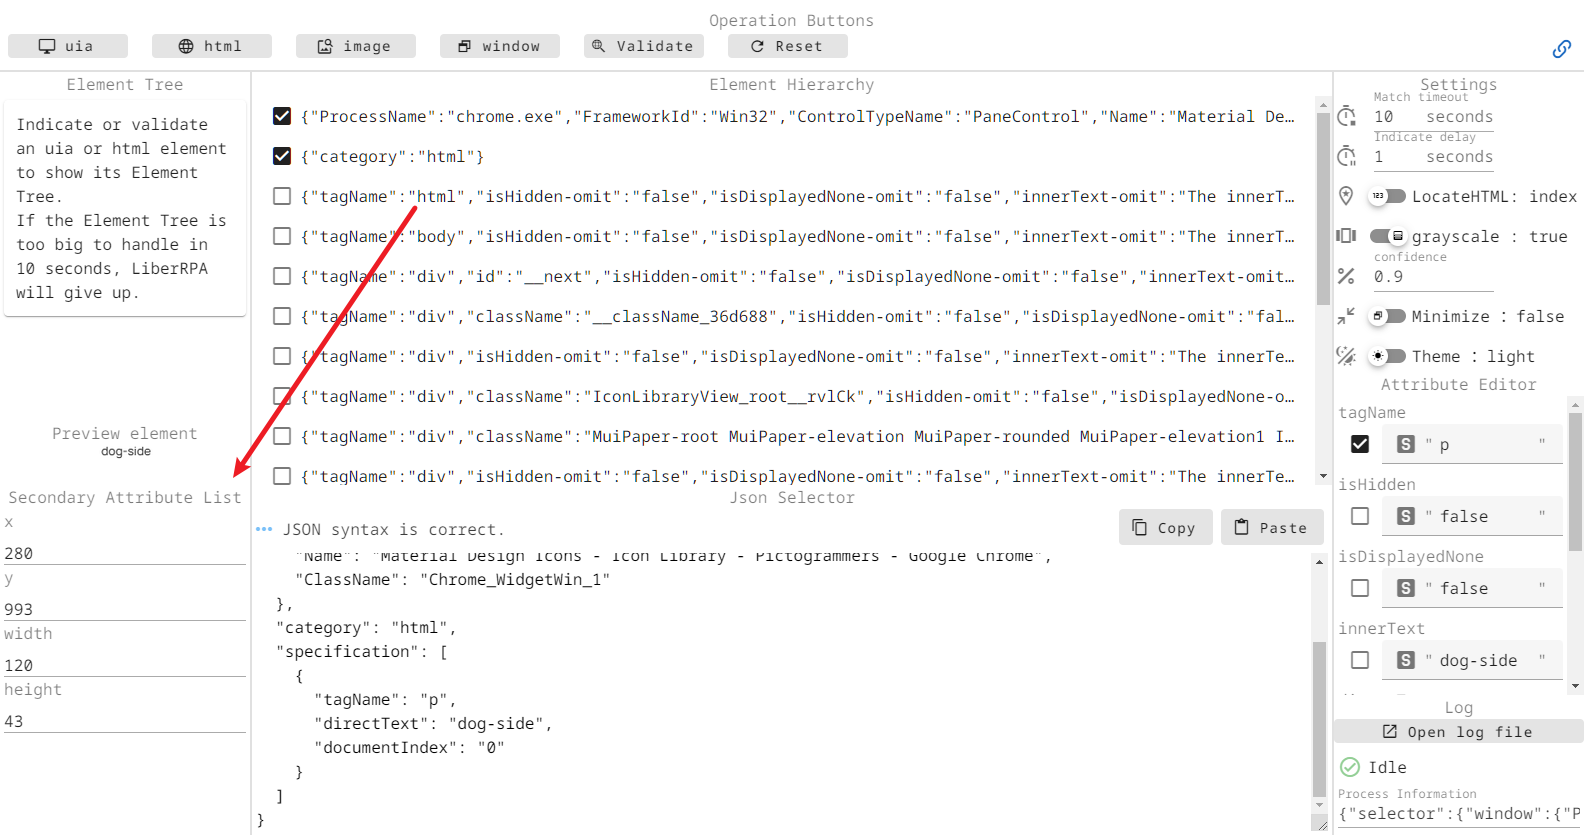 Operation Buttons
uia
html
image
window
Validate
Reset
Element Tree
Indicate or validate
an uia or html element
to show its Element
Tree.
If the Element Tree is
too big to handle in
10 seconds, LiberRPA
will give up.
Preview element
dog-side
Secondary Attribute List
x
280
y
993
width
120
height
43
Element Hierarchy
{"ProcessName":"chrome.exe","FrameworkId":"Win32","ControlTypeName":"PaneControl","Name":"Material De…
{"category":"html"}
{"tagName":"html","isHidden-omit":"false","isDisplayedNone-omit":"false","innerText-omit":"The innerT…
{"tagName":"body","isHidden-omit":"false","isDisplayedNone-omit":"false","innerText-omit":"The innerT…
{"tagName":"div","id":"__next","isHidden-omit":"false","isDisplayedNone-omit":"false","innerText-omit…
{"tagName":"div","className":"__className_36d688","isHidden-omit":"false","isDisplayedNone-omit":"fal…
{"tagName":"div","isHidden-omit":"false","isDisplayedNone-omit":"false","innerText-omit":"The innerTe…
{"tagName":"div","className":"IconLibraryView_root__rvlCk","isHidden-omit":"false","isDisplayedNone-o…
{"tagName":"div","className":"MuiPaper-root MuiPaper-elevation MuiPaper-rounded MuiPaper-elevation1 I…
{"tagName":"div","isHidden-omit":"false","isDisplayedNone-omit":"false","innerText-omit":"The innerTe…
Json Selector
JSON syntax is correct.
Copy
Paste
"Name": "Material Design Icons - Icon Library - Pictogrammers - Google Chrome",
"ClassName": "Chrome_WidgetWin_1"
},
"category": "html",
"specification": [
{
"tagName": "p",
"directText": "dog-side",
"documentIndex": "0"
}
]
}
Settings
Match timeout
10 seconds
Indicate delay
1 seconds
123 LocateHTML: index
grayscale : true
confidence
0.9
Minimize : false
Theme : light
Attribute Editor
tagName
S " p "
isHidden
S " false "
isDisplayedNone
S " false "
innerText
S " dog-side "
Log
Open log file
Idle
Process Information
{"selector":{"window":{"P